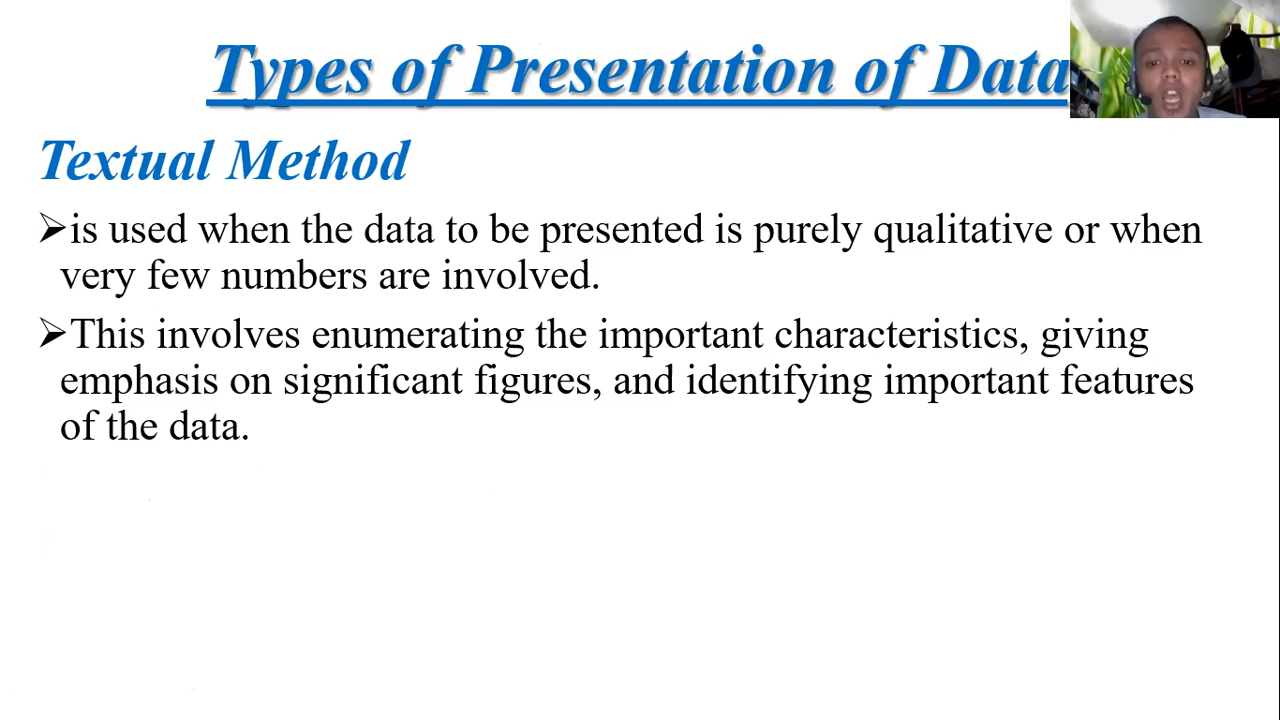 Types of Presentation of Data
Textual Method
➢is used when the data to be presented is purely qualitative or when
very few numbers are involved.
➢This involves enumerating the important characteristics, giving
emphasis on significant figures, and identifying important features
of the data.